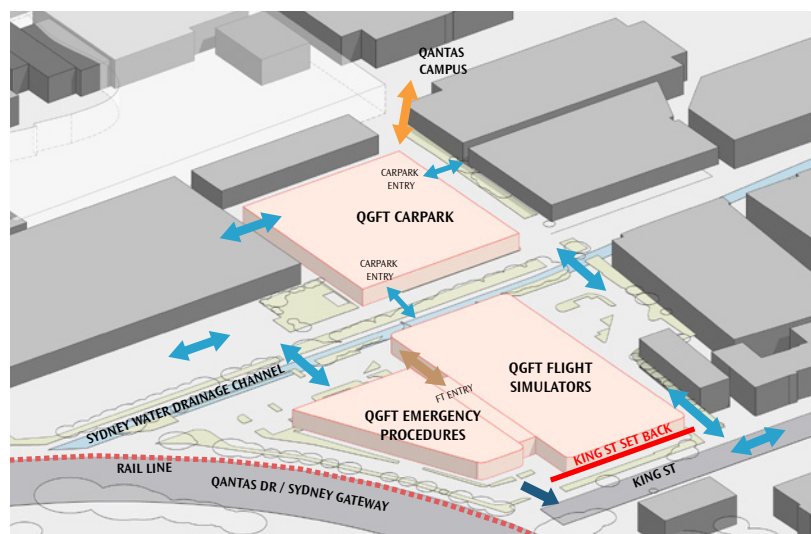 QANTAS
CAMPUS
CARPARK
ENTRY
QGFT CARPARK
CARPARK
ENTRY
QGFT FLIGHT
SIMULATORS
FT ENTRY
SYDNEY WATER DRAINAGE CHANNEL
QGFT EMERGENCY
PROCEDURES
KING ST SET BACK
KING ST
RAIL LINE
QANTAS DR / SYDNEY GATEWAY